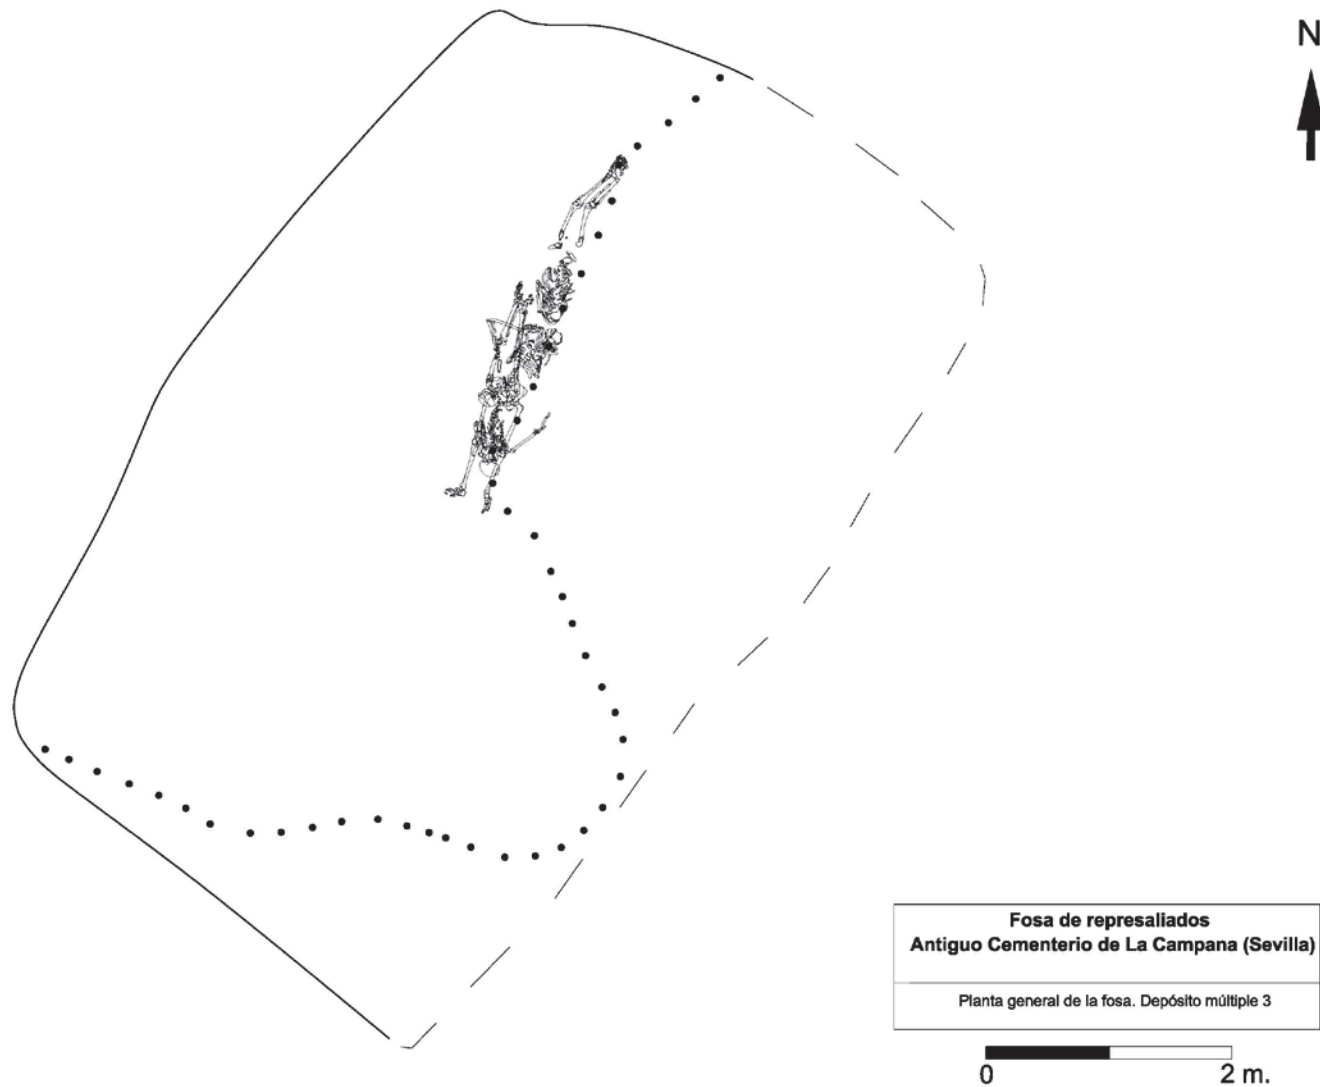 N
Fosa de represaliados
Antiguo Cementerio de La Campana (Sevilla)
Planta general de la fosa. Depósito múltiple 3
0 2 m.